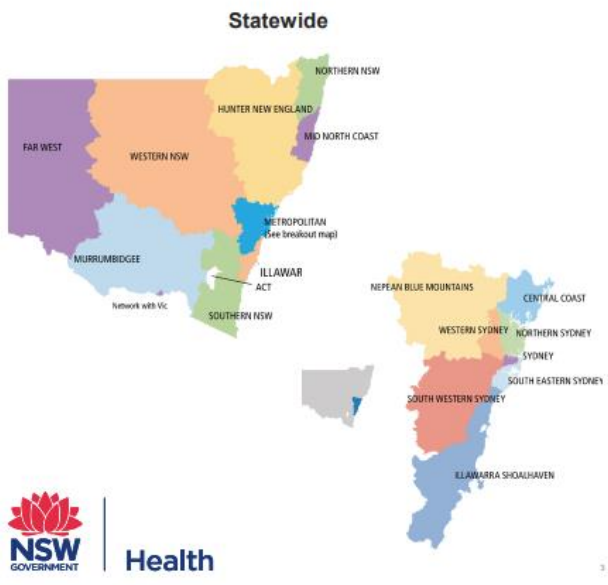 Statewide
NORTHERN NSW
HUNTER NEW ENGLAND
MID NORTH COAST
FAR WEST
WESTERN NSW
METROPOLITAN
(See breakout map)
MURRUMBIDGEE
ILLAWAR
ACT
Network with Vic
SOUTHERN NSW
NEPEAN BLUE MOUNTAINS
CENTRAL COAST
WESTERN SYDNEY
NORTHERN SYDNEY
SYDNEY
SOUTH EASTERN SYDNEY
SOUTH WESTERN SYDNEY
ILLAWARRA SHOALHAVEN
NSW
GOVERNMENT
Health
3